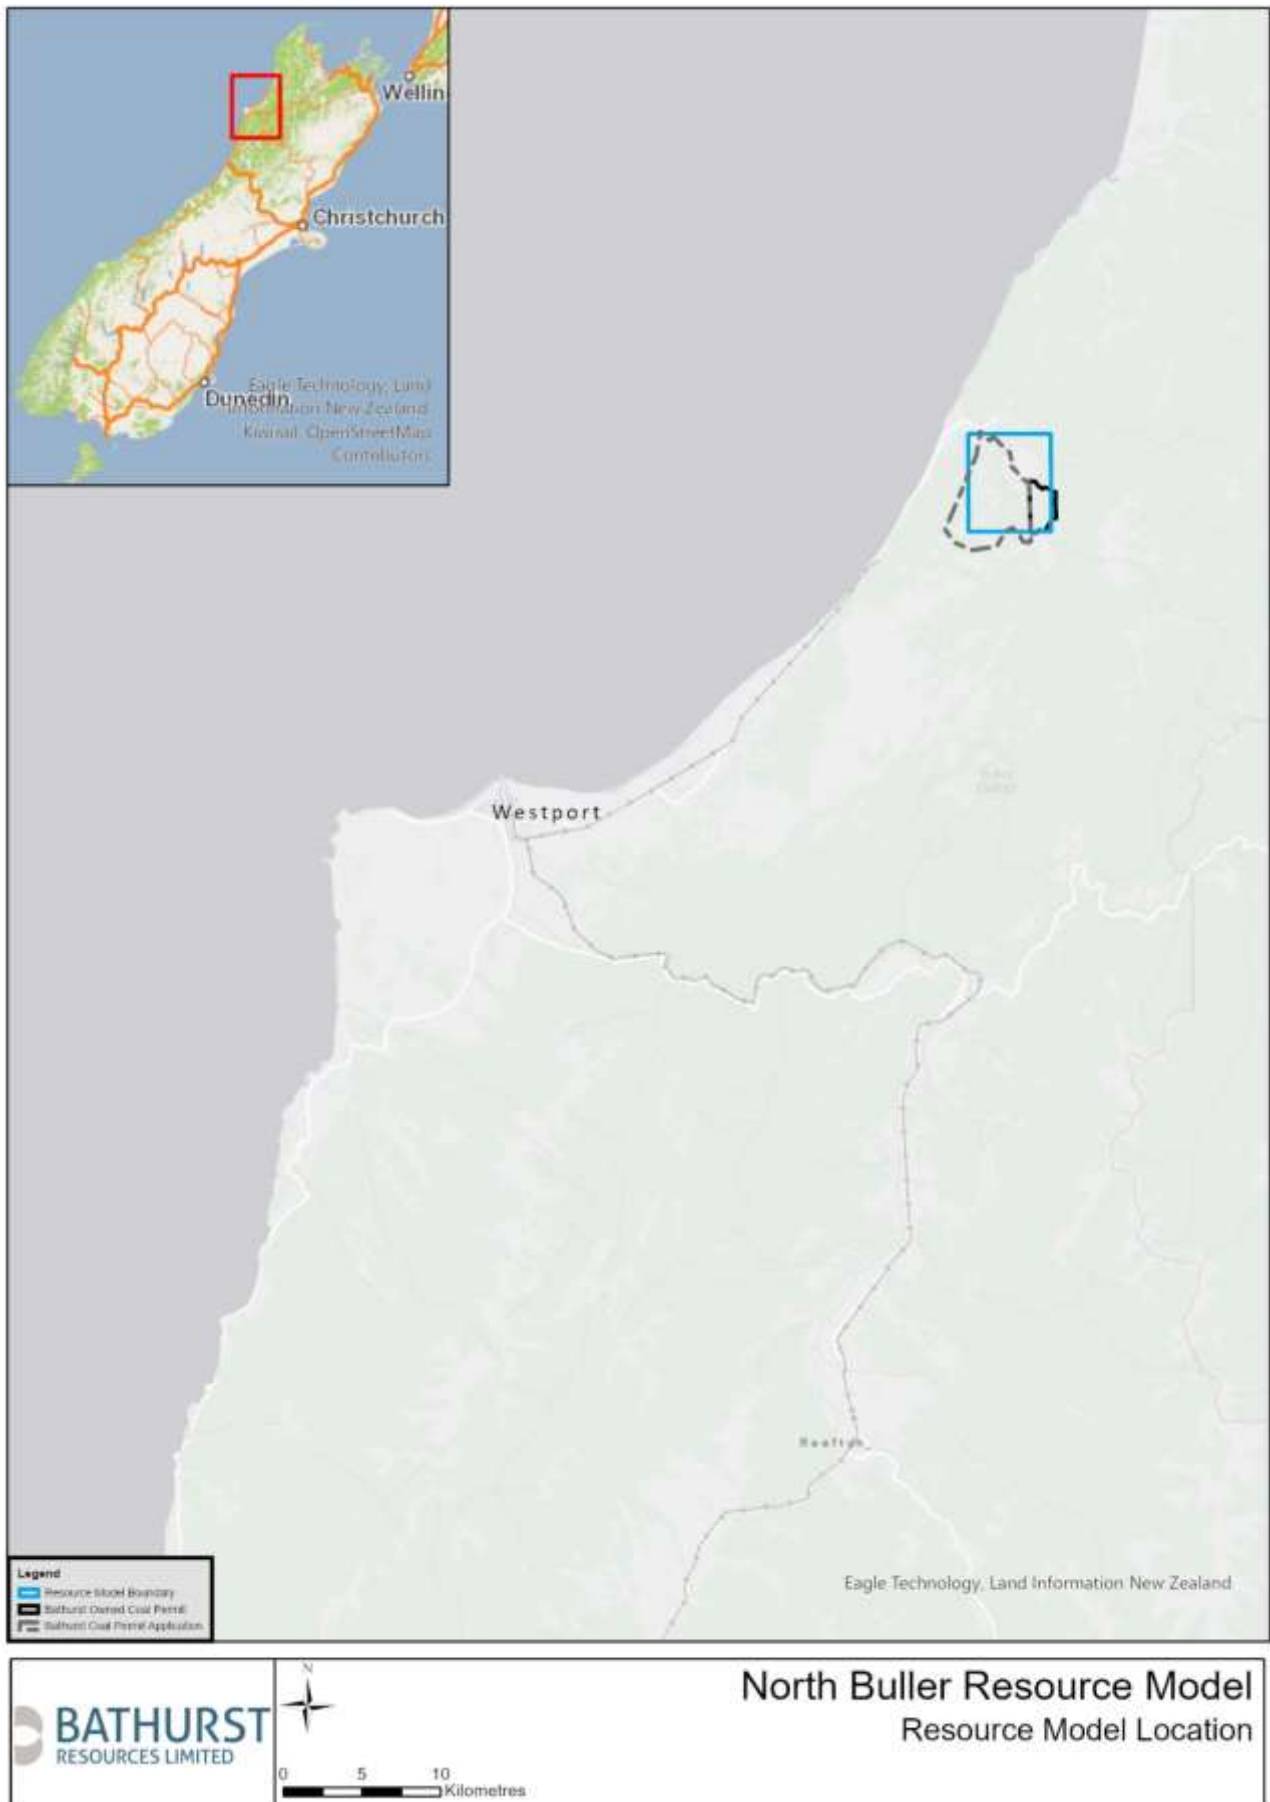 Wellin
Christchurch
Dunedin
Eagle Technology, Land
Information New Zealand,
Kiwirail, OpenStreetMap
Contributors
Westport
Reefton
Eagle Technology, Land Information New Zealand
Legend
Resource Model Boundary
Bathurst Owned Coal Permit
Bathurst Coal Permit Application
BATHURST
RESOURCES LIMITED
N
0 5 10
Kilometres
North Buller Resource Model
Resource Model Location